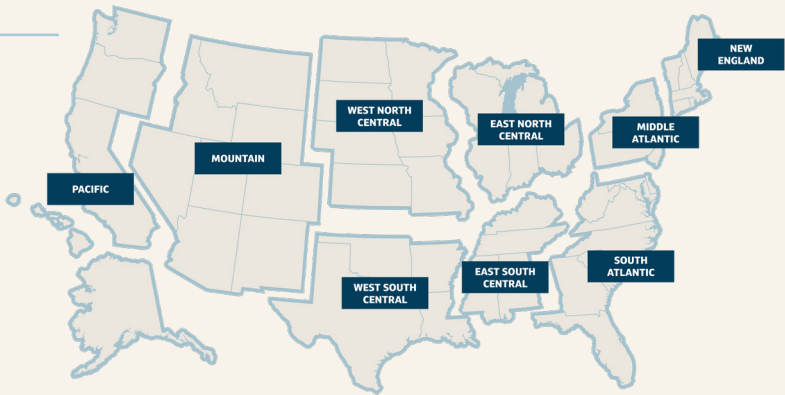 NEW
ENGLAND
WEST NORTH
CENTRAL
EAST NORTH
CENTRAL
MIDDLE
ATLANTIC
MOUNTAIN
PACIFIC
SOUTH
ATLANTIC
EAST SOUTH
CENTRAL
WEST SOUTH
CENTRAL